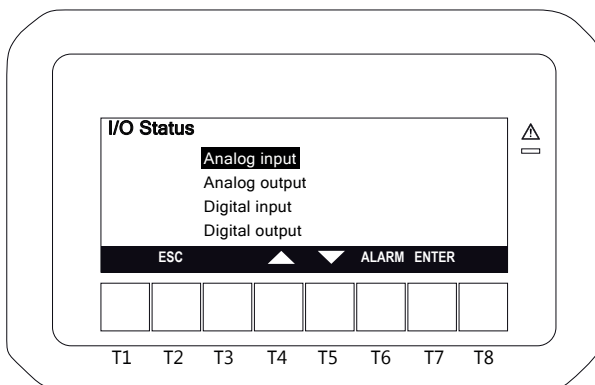 I/O Status
Analog input
Analog output
Digital input
Digital output
ESC ALARM ENTER
T1 T2 T3 T4 T5 T6 T7 T8